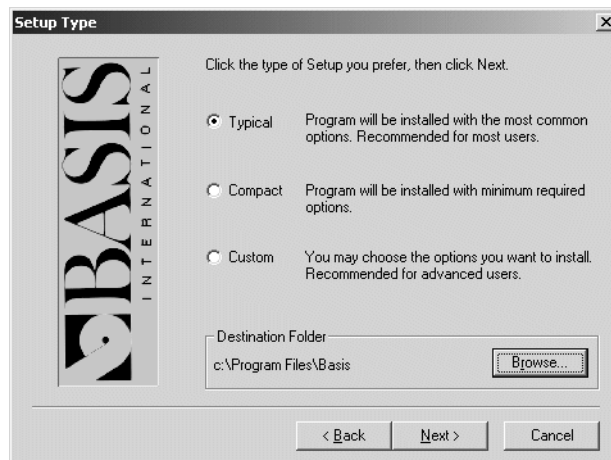 Setup Type
BASIS
INTERNATIONAL
Click the type of Setup you prefer, then click Next.
Typical
Program will be installed with the most common
options. Recommended for most users.
Compact
Program will be installed with minimum required
options.
Custom
You may choose the options you want to install.
Recommended for advanced users.
Destination Folder
c:\Program Files\Basis
Browse...
< Back
Next >
Cancel